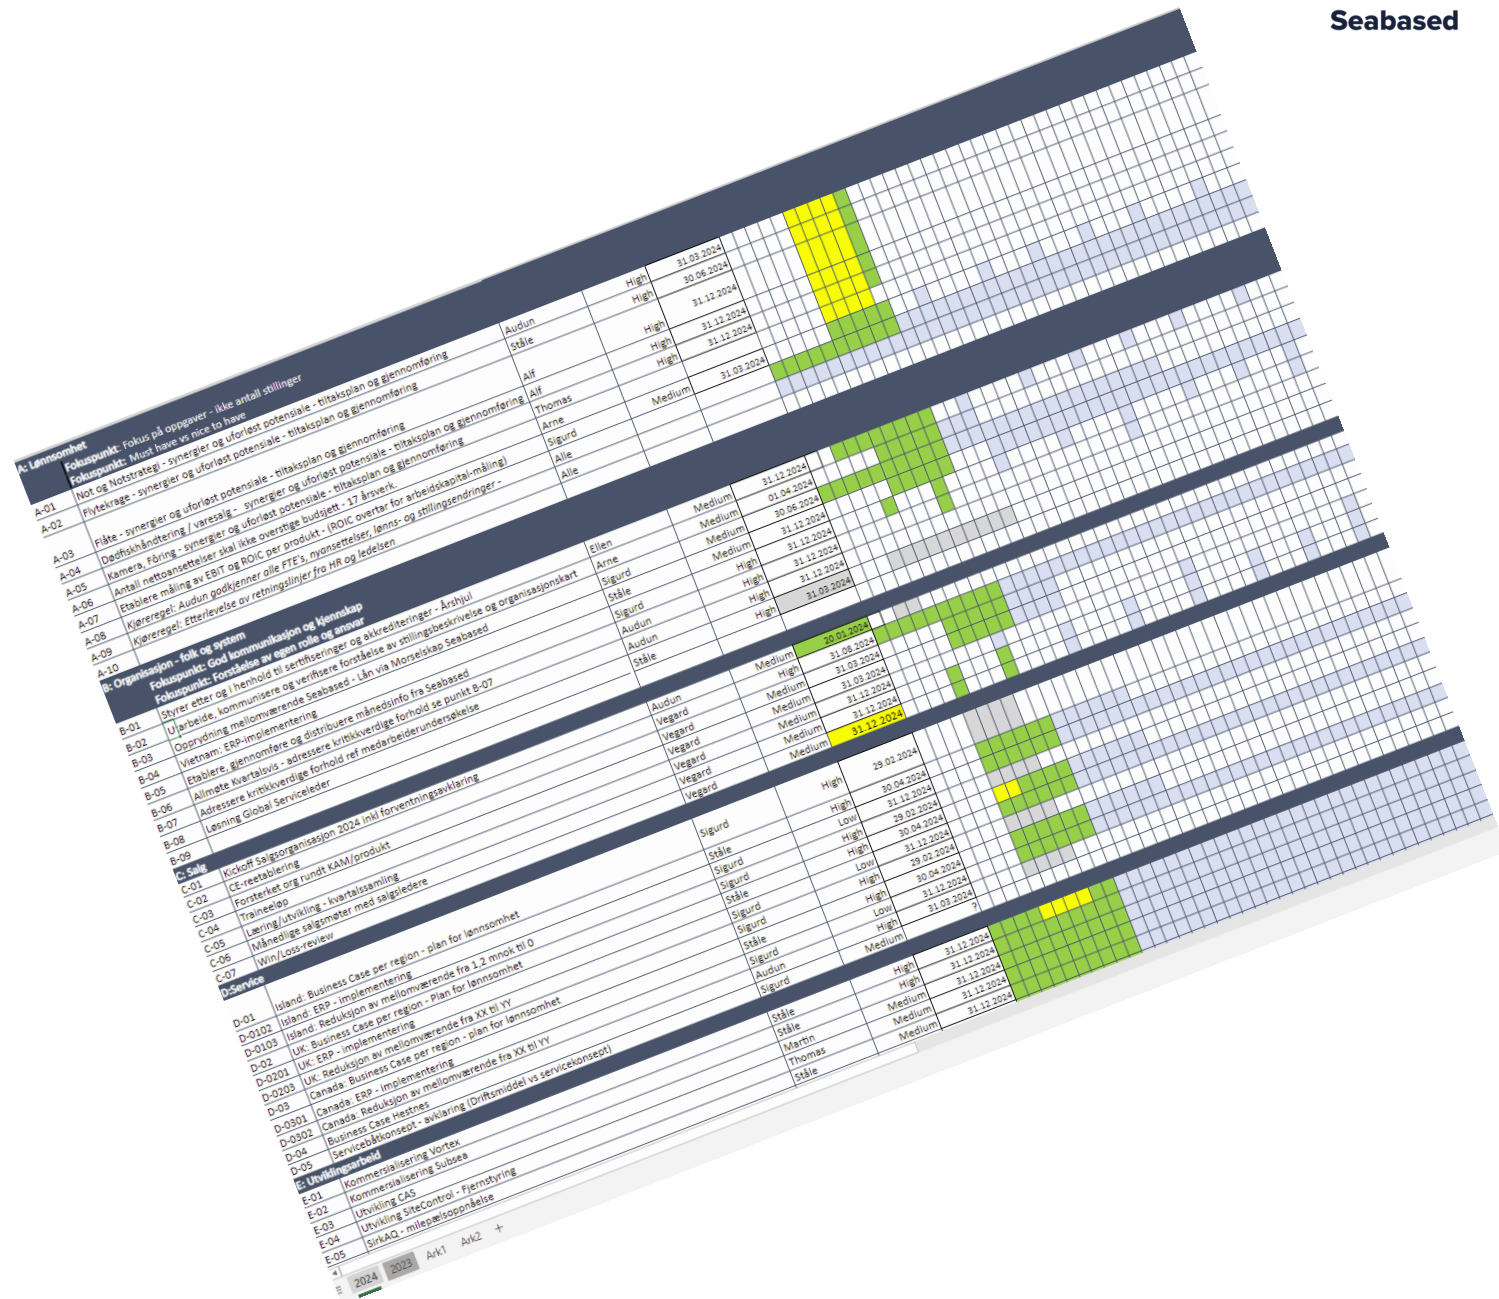 Seabased
A: Lønnsomhet
Fokuspunkt: Fokus på oppgaver - ikke antall stillinger
Fokuspunkt: Must have vs nice to have
A-01 Not og Notstrategi - synergier og uforløst potensiale - tiltaksplan og gjennomføring Audun High 31.03.2024
A-02 Flytekrage - synergier og uforløst potensiale - tiltaksplan og gjennomføring Ståle High 30.06.2024
A-03 Flåte - synergier og uforløst potensiale - tiltaksplan og gjennomføring Alf High 31.12.2024
A-04 Dødfiskhåndtering / varesalg - synergier og uforløst potensiale - tiltaksplan og gjennomføring Alf High 31.12.2024
A-05 Kamera, Fôring - synergier og uforløst potensiale - tiltaksplan og gjennomføring Thomas High 31.12.2024
A-06 Antall nettoansettelser skal ikke overstige budsjett - 17 årsverk. Arne
A-07 Etablere måling av EBIT og ROIC per produkt - (ROIC overtar for arbeidskapital-måling) Sigurd Medium 31.03.2024
A-08 Kjøreregel: Audun godkjenner alle FTE's, nyansettelser, lønns- og stillingsendringer - Alle
A-09 Kjøreregel: Etterlevelse av retningslinjer fra HR og ledelsen Alle
A-10
B: Organisasjon - folk og system
Fokuspunkt: God kommunikasjon og kjennskap
Fokuspunkt: Forståelse av egen rolle og ansvar
B-01 Styrer etter og i henhold til sertifiseringer og akkrediteringer - Årshjul Ellen Medium 31.12.2024
B-02 Utarbeide, kommunisere og verifisere forståelse av stillingsbeskrivelse og organisasjonskart Arne Medium 01.04.2024
B-03 Opprydning mellomværende Seabased - Lån via Morselskap Seabased Sigurd Medium 30.06.2024
B-04 Vietnam: ERP-implementering Ståle Medium 31.12.2024
B-05 Etablere, gjennomføre og distribuere månedsinfo fra Seabased Sigurd High 31.12.2024
B-06 Allmøte Kvartalsvis - adressere kritikkverdige forhold se punkt B-07 Audun High 31.12.2024
B-07 Adressere kritikkverdige forhold ref medarbeiderundersøkelse Audun High 31.12.2024
B-08 Løsning Global Serviceleder Ståle High 31.03.2024
B-09
C: Salg
C-01 Kickoff Salgsorganisasjon 2024 inkl forventningsavklaring Audun Medium 20.01.2024
C-02 CE-reetablering Vegard High 31.08.2024
C-03 Forsterket org rundt KAM/produkt Vegard Medium 31.03.2024
C-04 Traineeløp Vegard Medium 31.03.2024
C-05 Læring/utvikling - kvartalssamling Vegard Medium 31.12.2024
C-06 Månedlige salgsmøter med salgsledere Vegard Medium 31.12.2024
C-07 Win/Loss-review Vegard Medium 31.12.2024
D:Service
D-01 Island: Business Case per region - plan for lønnsomhet Sigurd High 29.02.2024
D-0102 Island: ERP - implementering Ståle High 30.04.2024
D-0103 Island: Reduksjon av mellomværende fra 1,2 mnok til 0 Sigurd Low 31.12.2024
D-02 UK: Business Case per region - Plan for lønnsomhet Sigurd High 29.02.2024
D-0201 UK: ERP - implementering Ståle High 30.04.2024
D-0203 UK: Reduksjon av mellomværende fra XX til YY Sigurd Low 31.12.2024
D-03 Canada: Business Case per region - plan for lønnsomhet Sigurd High 29.02.2024
D-0301 Canada: ERP - implementering Ståle High 30.04.2024
D-0302 Canada: Reduksjon av mellomværende fra XX til YY Sigurd Low 31.12.2024
D-04 Business Case Hestnes Audun High 31.03.2024
D-05 Servicebåtkonsept - avklaring (Driftsmiddel vs servicekonsept) Sigurd Medium ?
E: Utviklingsarbeid
E-01 Kommersialisering Vortex Ståle High 31.12.2024
E-02 Kommersialisering Subsea Ståle High 31.12.2024
E-03 Utvikling CAS Martin Medium 31.12.2024
E-04 Utvikling SiteControl - Fjernstyring Thomas Medium 31.12.2024
E-05 SirkAQ - milepælsoppnåelse Ståle Medium 31.12.2024
2024 2023 Ark1 Ark2 +